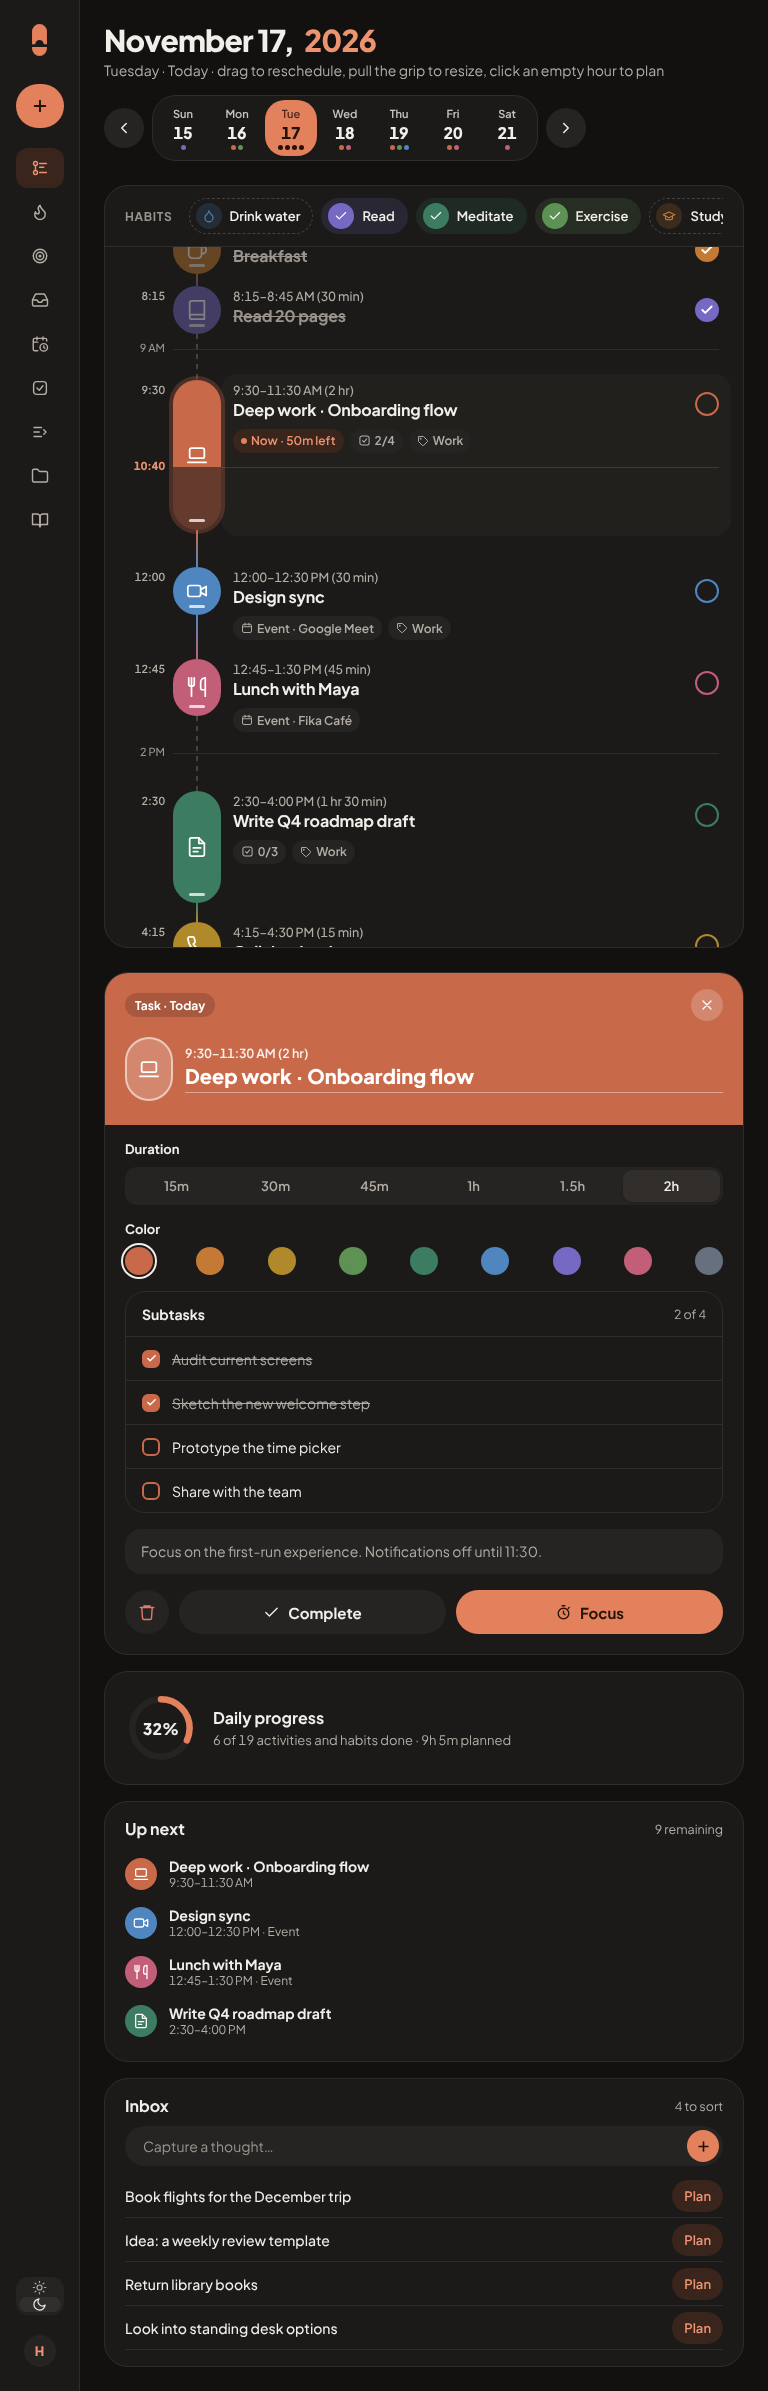 November 17, 2026
Tuesday · Today · drag to reschedule, pull the grip to resize, click an empty hour to plan
Sun Mon Tue Wed Thu Fri Sat
15 16 17 18 19 20 21
HABITS Drink water Read Meditate Exercise Study
Breakfast
8:15 8:15–8:45 AM (30 min)
Read 20 pages
9 AM
9:30 9:30–11:30 AM (2 hr)
Deep work · Onboarding flow
Now · 50m left 2/4 Work
10:40
12:00 12:00–12:30 PM (30 min)
Design sync
Event · Google Meet Work
12:45 12:45–1:30 PM (45 min)
Lunch with Maya
Event · Fika Café
2 PM
2:30 2:30–4:00 PM (1 hr 30 min)
Write Q4 roadmap draft
0/3 Work
4:15 4:15–4:30 PM (15 min)
Task · Today
9:30–11:30 AM (2 hr)
Deep work · Onboarding flow
Duration
15m 30m 45m 1h 1.5h 2h
Color
Subtasks 2 of 4
Audit current screens
Sketch the new welcome step
Prototype the time picker
Share with the team
Focus on the first-run experience. Notifications off until 11:30.
Complete Focus
32% Daily progress
6 of 19 activities and habits done · 9h 5m planned
Up next 9 remaining
Deep work · Onboarding flow
9:30–11:30 AM
Design sync
12:00–12:30 PM · Event
Lunch with Maya
12:45–1:30 PM · Event
Write Q4 roadmap draft
2:30–4:00 PM
Inbox 4 to sort
Capture a thought...
Book flights for the December trip Plan
Idea: a weekly review template Plan
Return library books Plan
Look into standing desk options Plan
H